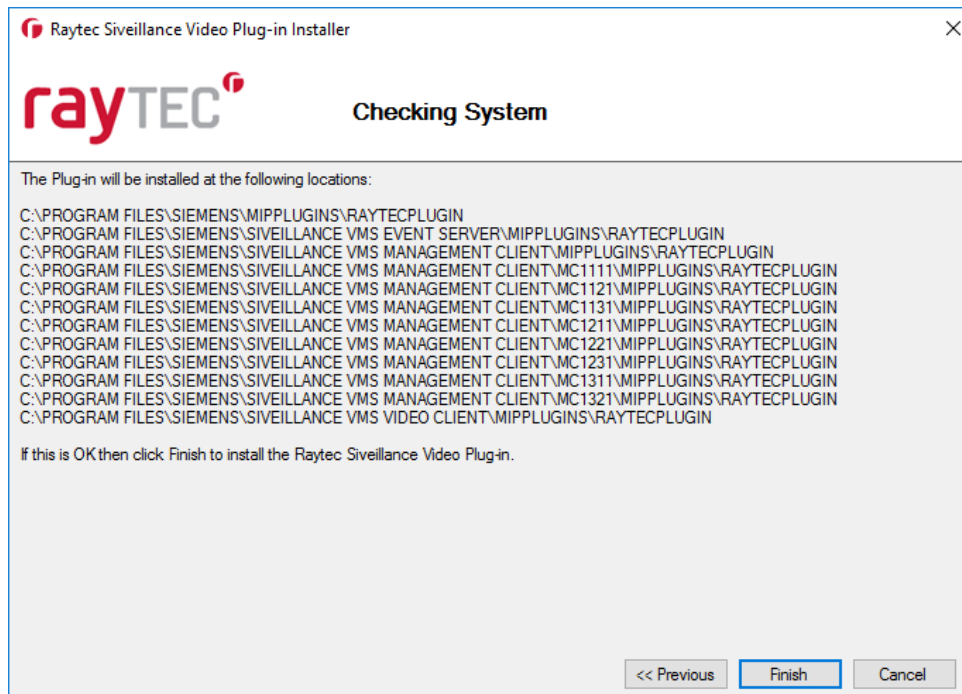 Raytec Siveillance Video Plug-in Installer
rayTEC
Checking System
The Plug-in will be installed at the following locations:
C:\PROGRAM FILES\SIEMENS\MIPPLUGINS\RAYTECPLUGIN
C:\PROGRAM FILES\SIEMENS\SIVEILLANCE VMS EVENT SERVER\MIPPLUGINS\RAYTECPLUGIN
C:\PROGRAM FILES\SIEMENS\SIVEILLANCE VMS MANAGEMENT CLIENT\MIPPLUGINS\RAYTECPLUGIN
C:\PROGRAM FILES\SIEMENS\SIVEILLANCE VMS MANAGEMENT CLIENT\MC1111\MIPPLUGINS\RAYTECPLUGIN
C:\PROGRAM FILES\SIEMENS\SIVEILLANCE VMS MANAGEMENT CLIENT\MC1121\MIPPLUGINS\RAYTECPLUGIN
C:\PROGRAM FILES\SIEMENS\SIVEILLANCE VMS MANAGEMENT CLIENT\MC1131\MIPPLUGINS\RAYTECPLUGIN
C:\PROGRAM FILES\SIEMENS\SIVEILLANCE VMS MANAGEMENT CLIENT\MC1211\MIPPLUGINS\RAYTECPLUGIN
C:\PROGRAM FILES\SIEMENS\SIVEILLANCE VMS MANAGEMENT CLIENT\MC1221\MIPPLUGINS\RAYTECPLUGIN
C:\PROGRAM FILES\SIEMENS\SIVEILLANCE VMS MANAGEMENT CLIENT\MC1231\MIPPLUGINS\RAYTECPLUGIN
C:\PROGRAM FILES\SIEMENS\SIVEILLANCE VMS MANAGEMENT CLIENT\MC1311\MIPPLUGINS\RAYTECPLUGIN
C:\PROGRAM FILES\SIEMENS\SIVEILLANCE VMS MANAGEMENT CLIENT\MC1321\MIPPLUGINS\RAYTECPLUGIN
C:\PROGRAM FILES\SIEMENS\SIVEILLANCE VMS VIDEO CLIENT\MIPPLUGINS\RAYTECPLUGIN
If this is OK then click Finish to install the Raytec Siveillance Video Plug-in.
<< Previous Finish Cancel